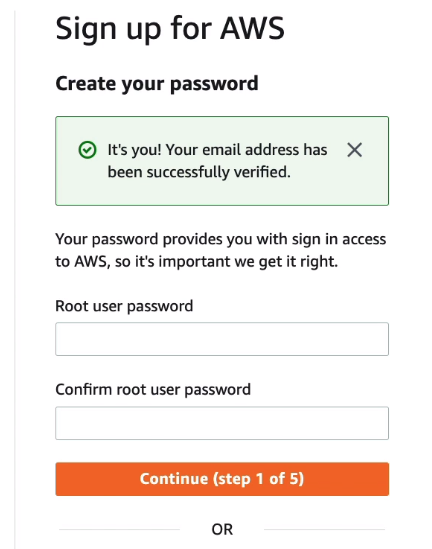 Sign up for AWS
Create your password
It's you! Your email address has
been successfully verified.
Your password provides you with sign in access
to AWS, so it's important we get it right.
Root user password
Confirm root user password
Continue (step 1 of 5)
OR